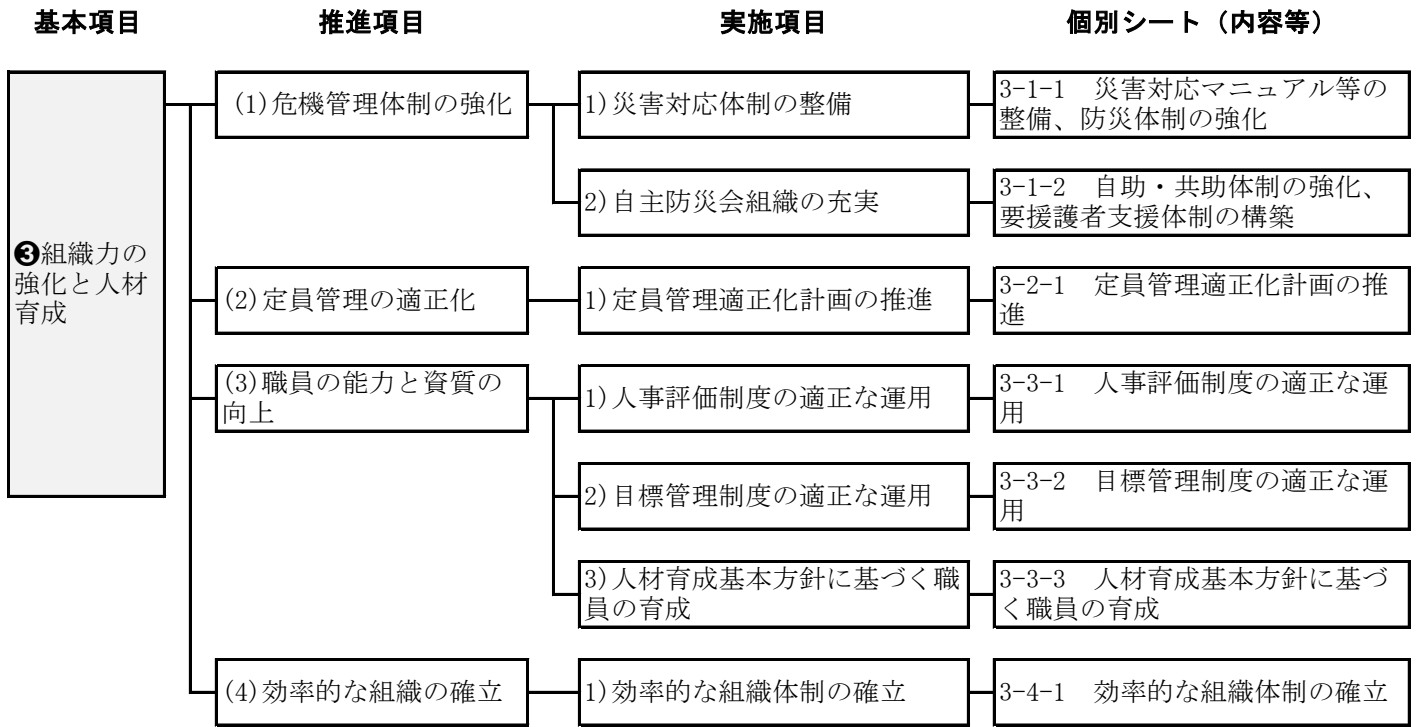 基本項目
推進項目
実施項目
個別シート（内容等）
❸組織力の
強化と人材
育成
(1)危機管理体制の強化
1)災害対応体制の整備
3-1-1　災害対応マニュアル等の
整備、防災体制の強化
2)自主防災会組織の充実
3-1-2　自助・共助体制の強化、
要援護者支援体制の構築
(2)定員管理の適正化
1)定員管理適正化計画の推進
3-2-1　定員管理適正化計画の推
進
(3)職員の能力と資質の
向上
1)人事評価制度の適正な運用
3-3-1　人事評価制度の適正な運
用
2)目標管理制度の適正な運用
3-3-2　目標管理制度の適正な運
用
3)人材育成基本方針に基づく職
員の育成
3-3-3　人材育成基本方針に基づ
く職員の育成
(4)効率的な組織の確立
1)効率的な組織体制の確立
3-4-1　効率的な組織体制の確立